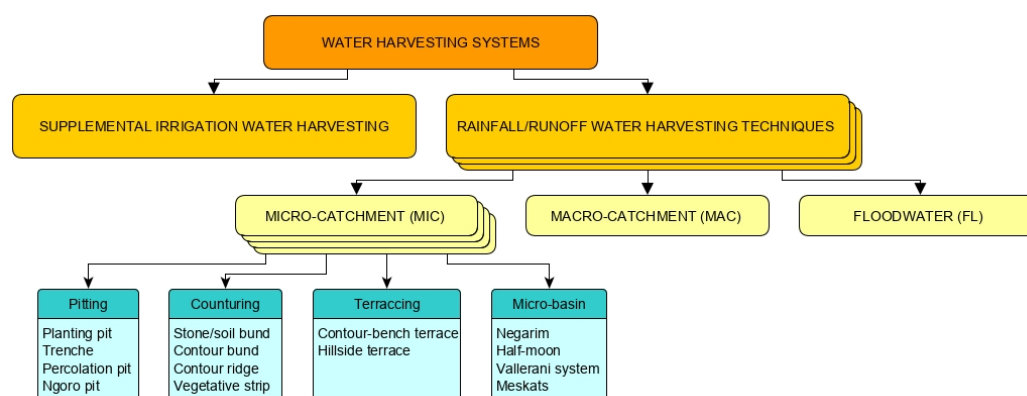 WATER HARVESTING SYSTEMS
SUPPLEMENTAL IRRIGATION WATER HARVESTING
RAINFALL/RUNOFF WATER HARVESTING TECHNIQUES
MICRO-CATCHMENT (MIC)
MACRO-CATCHMENT (MAC)
FLOODWATER (FL)
Pitting
Planting pit
Trenche
Percolation pit
Ngoro pit
Counturing
Stone/soil bund
Contour bund
Contour ridge
Vegetative strip
Terraccing
Contour-bench terrace
Hillside terrace
Micro-basin
Negarim
Half-moon
Vallerani system
Meskats